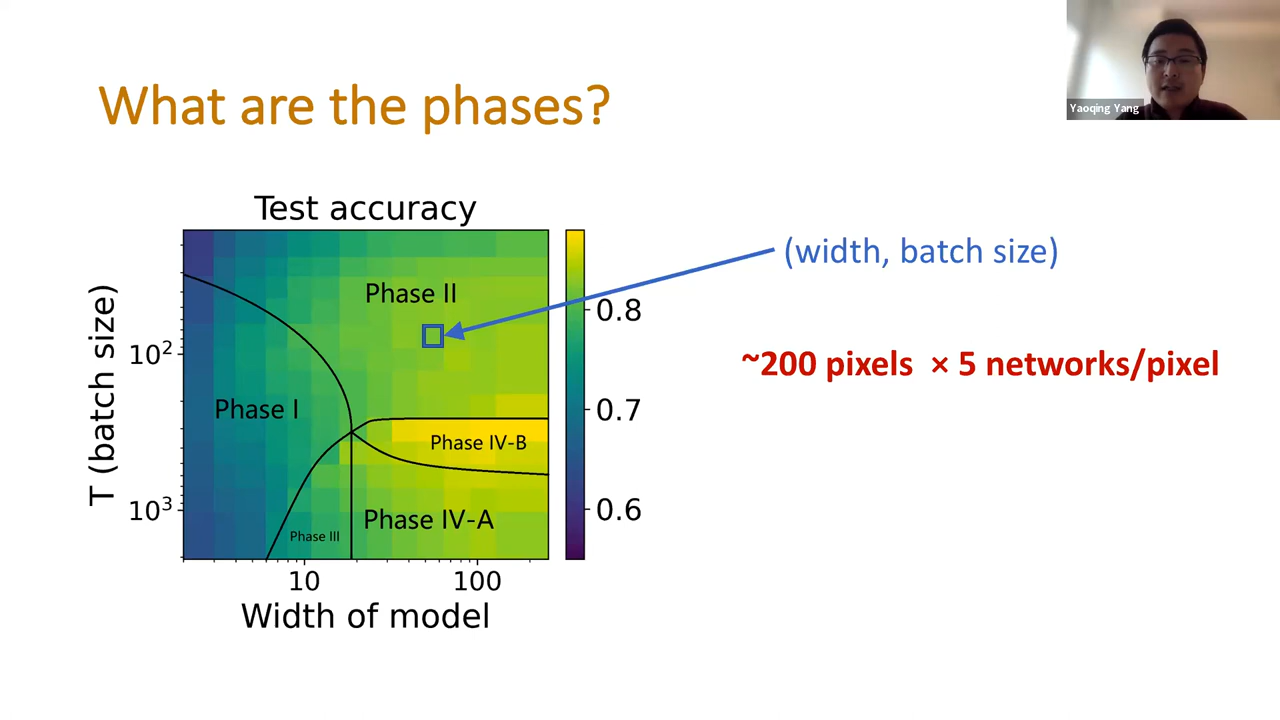 Yaoqing Yang
What are the phases?
Test accuracy
T (batch size)
10²
10³
Phase I
Phase II
Phase III
Phase IV-A
Phase IV-B
10
100
Width of model
0.8
0.7
0.6
(width, batch size)
~200 pixels × 5 networks/pixel